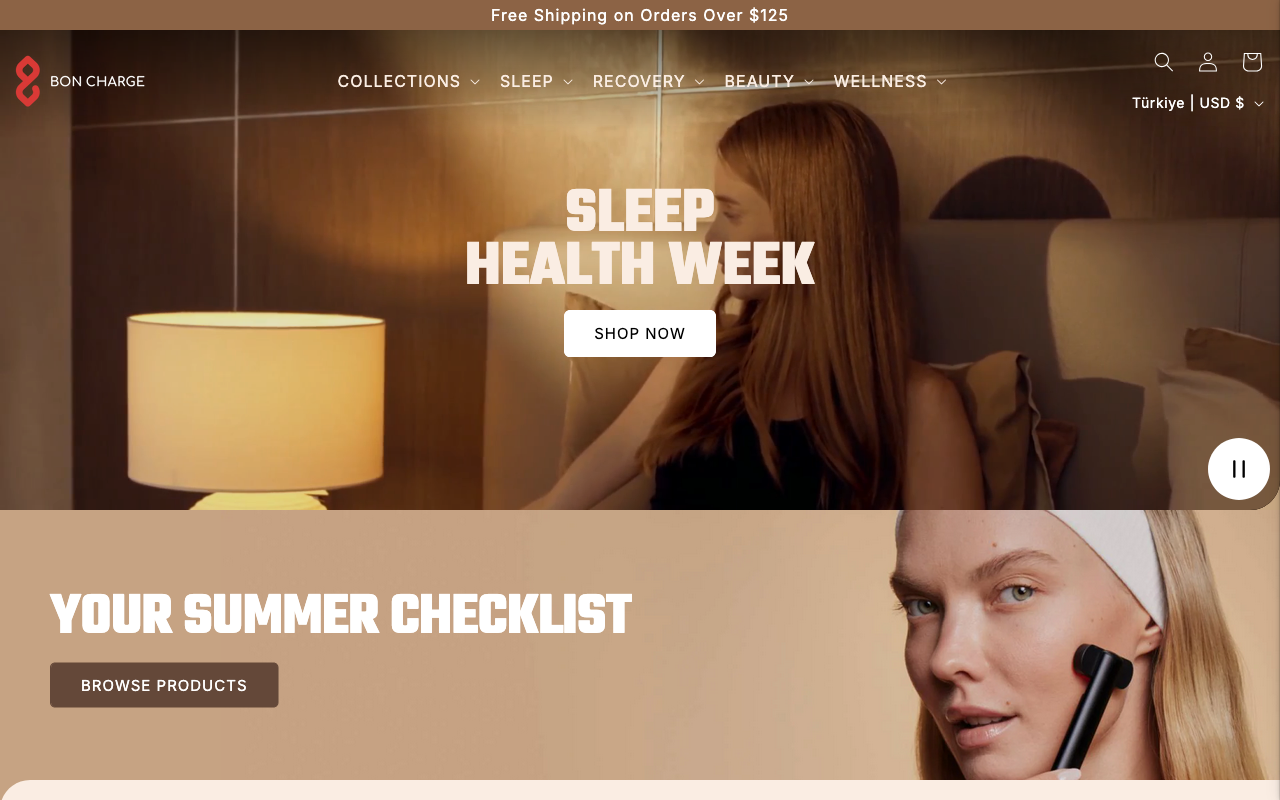 Free Shipping on Orders Over $125
BON CHARGE
COLLECTIONS
SLEEP
RECOVERY
BEAUTY
WELLNESS
Türkiye | USD $
SLEEP
HEALTH WEEK
SHOP NOW
YOUR SUMMER CHECKLIST
BROWSE PRODUCTS